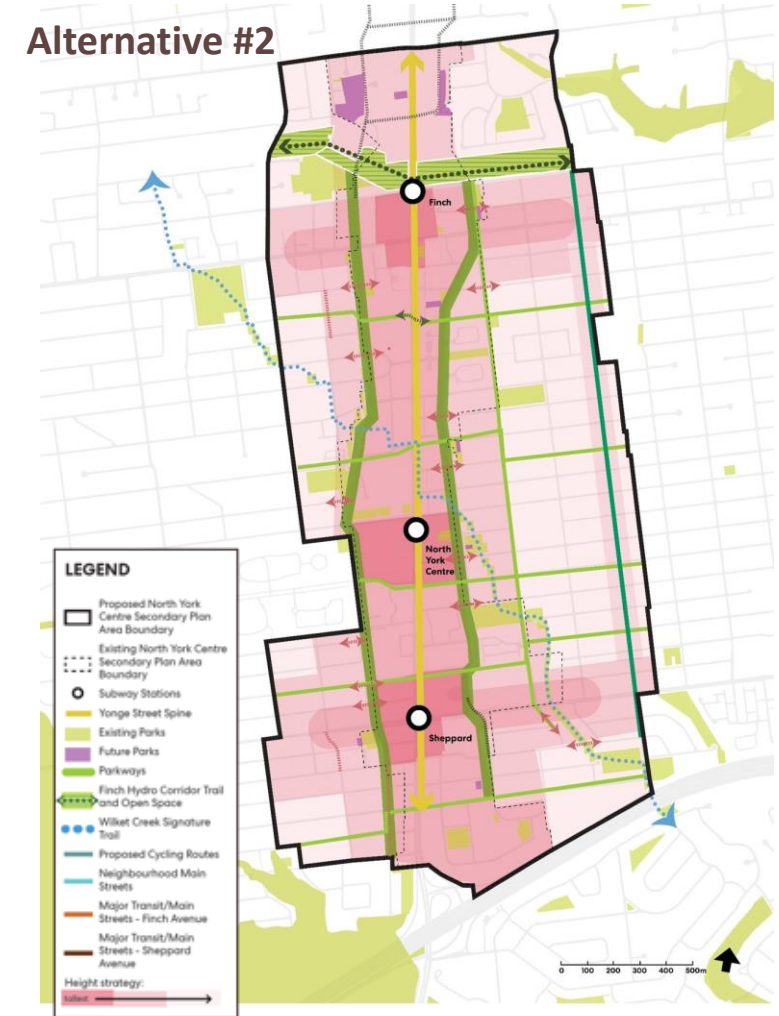 Alternative #2
Finch
North
York
Centre
Sheppard
LEGEND
Proposed North York
Centre Secondary Plan
Area Boundary
Existing North York Centre
Secondary Plan Area
Boundary
Subway Stations
Yonge Street Spine
Existing Parks
Future Parks
Parkways
Finch Hydro Corridor Trail
and Open Space
Wilket Creek Signature
Trail
Proposed Cycling Routes
Neighbourhood Main
Streets
Major Transit/Main
Streets - Finch Avenue
Major Transit/Main
Streets - Sheppard
Avenue
Height strategy:
tallest
0 100 200 300 400 500m